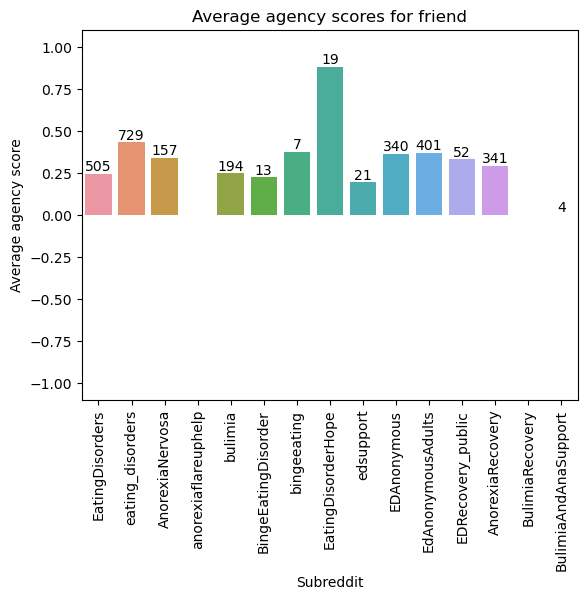 Average agency scores for friend
Average agency score
1.00
0.75
0.50
0.25
0.00
−0.25
−0.50
−0.75
−1.00
505
729
157
194
13
7
19
21
340
401
52
341
4
EatingDisorders
eating_disorders
AnorexiaNervosa
anorexiaflareuphelp
bulimia
BingeEatingDisorder
bingeeating
EatingDisorderHope
edsupport
EDAnonymous
EdAnonymousAdults
EDRecovery_public
AnorexiaRecovery
BulimiaRecovery
BulimiaAndAnaSupport
Subreddit